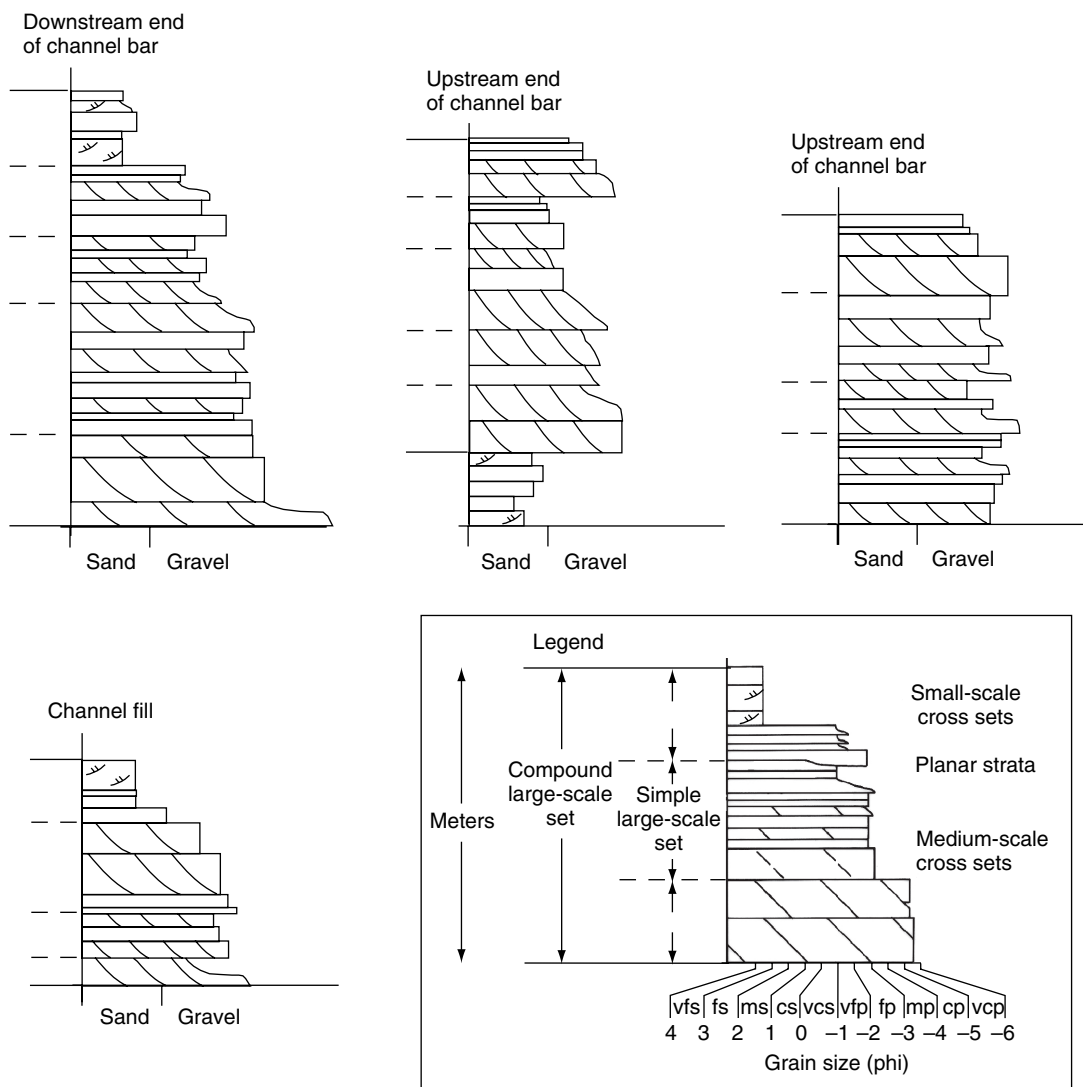 Downstream end
of channel bar
Upstream end
of channel bar
Upstream end
of channel bar
Sand Gravel
Sand Gravel
Sand Gravel
Channel fill
Sand Gravel
Legend
Meters
Compound
large-scale
set
Simple
large-scale
set
Small-scale
cross sets
Planar strata
Medium-scale
cross sets
vfs fs ms cs vcs vfp fp mp cp vcp
4 3 2 1 0 –1 –2 –3 –4 –5 –6
Grain size (phi)